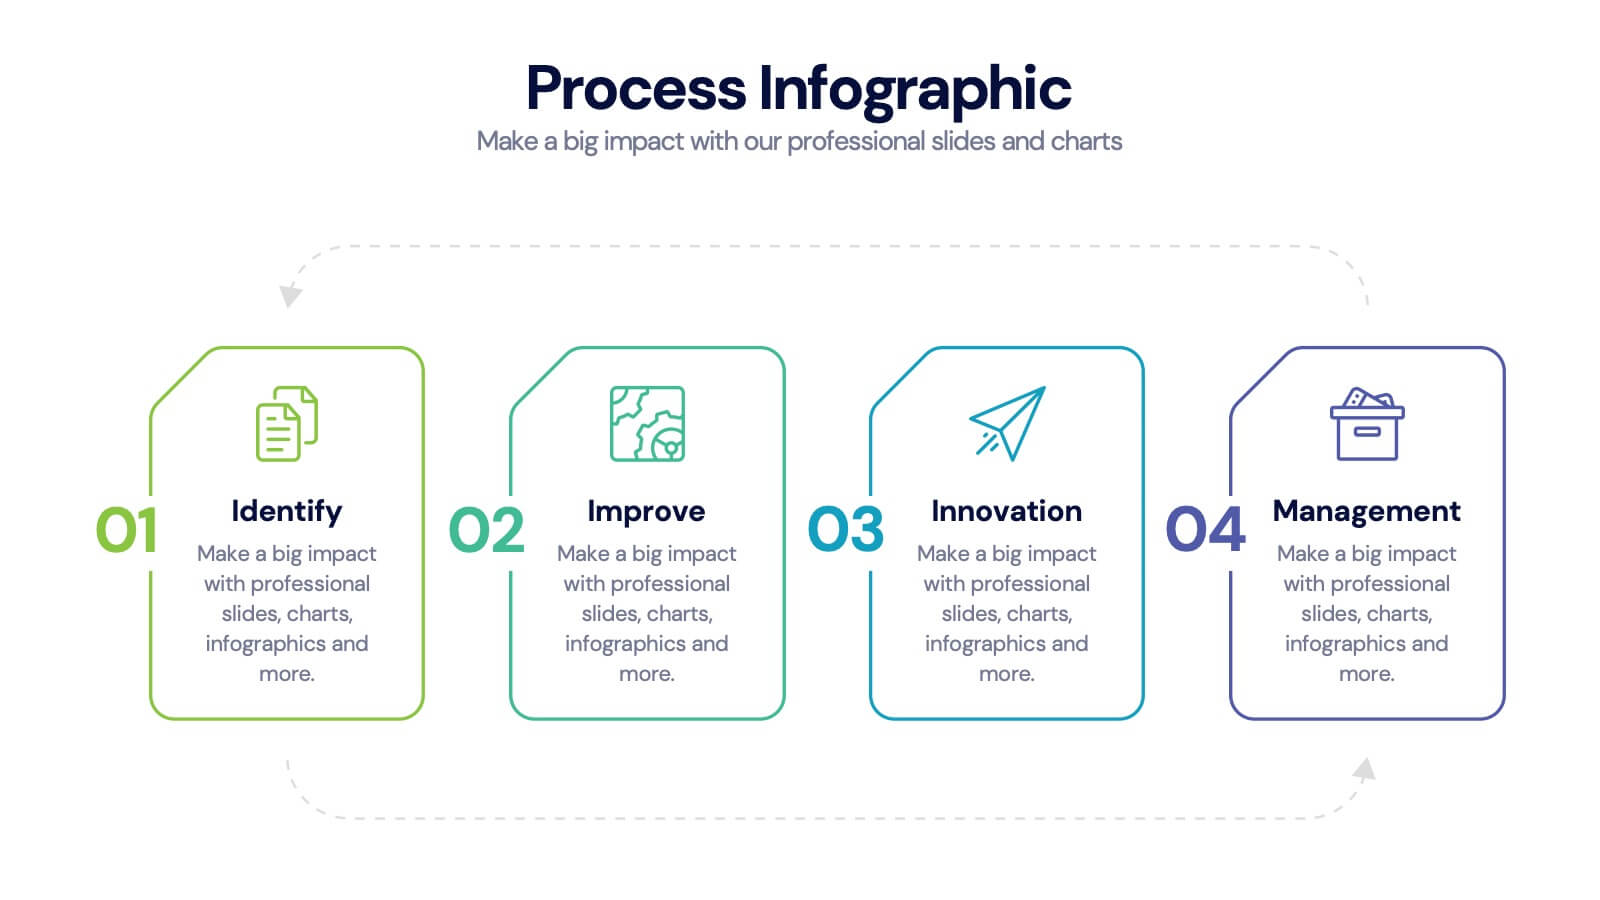 Process Infographic
Make a big impact with our professional slides and charts
01
Identify
Make a big impact
with professional
slides, charts,
infographics and
more.
02
Improve
Make a big impact
with professional
slides, charts,
infographics and
more.
03
Innovation
Make a big impact
with professional
slides, charts,
infographics and
more.
04
Management
Make a big impact
with professional
slides, charts,
infographics and
more.